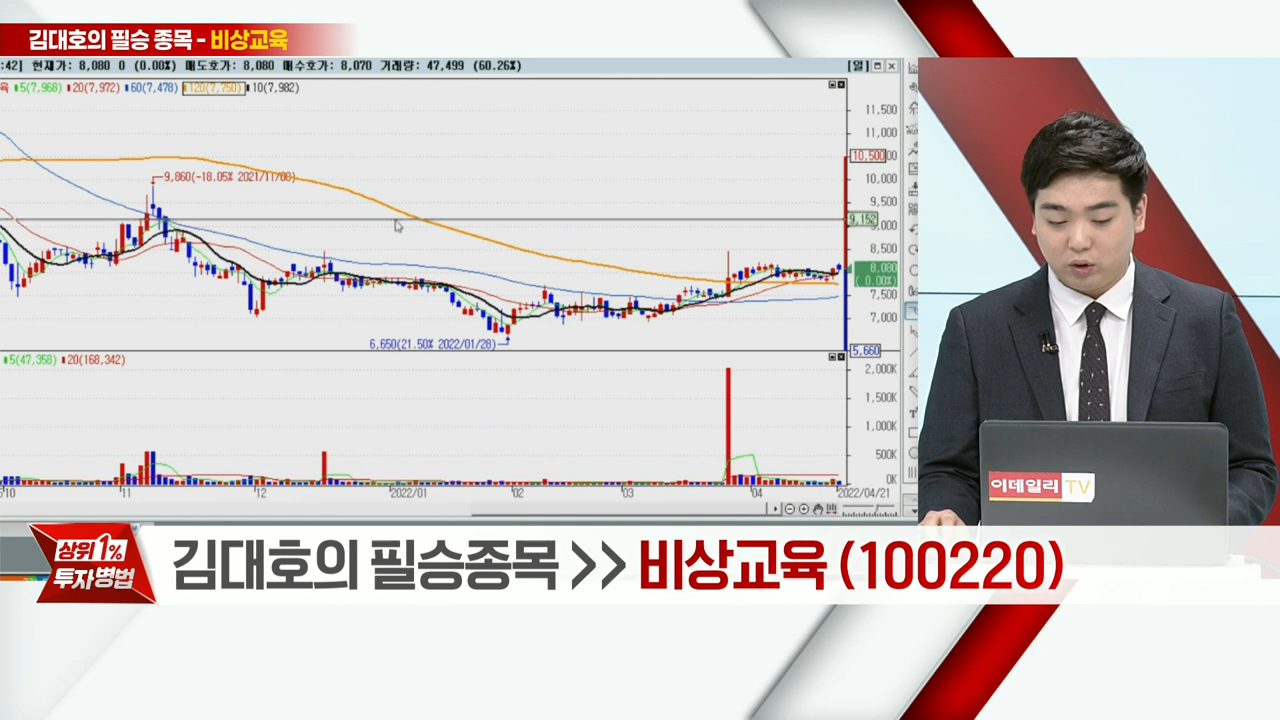 김대호의 필승 종목 - 비상교육
:42] 현재가: 8,080 0 (0.00%) 매도호가: 8,080 매수호가: 8,070 거래량: 47,499 (60.26%) [일]
육 5(7,968) 20(7,972) 60(7,478) 120(7,750) 10(7,982)
11,500
11,000
10,500
10,000
9,860(-18.05% 2021/11/08)
9,500
9,152
9,000
8,500
8,080
( 0.00%)
7,500
7,000
6,650(21.50% 2022/01/28)
5,660
5(47,358) 20(168,342)
2,000K
1,500K
1,000K
500K
0K
10 11 12 2022/01 02 03 04 2022/04/21
이데일리 TV
상위 1%
투자병법
김대호의 필승종목 >> 비상교육 (100220)